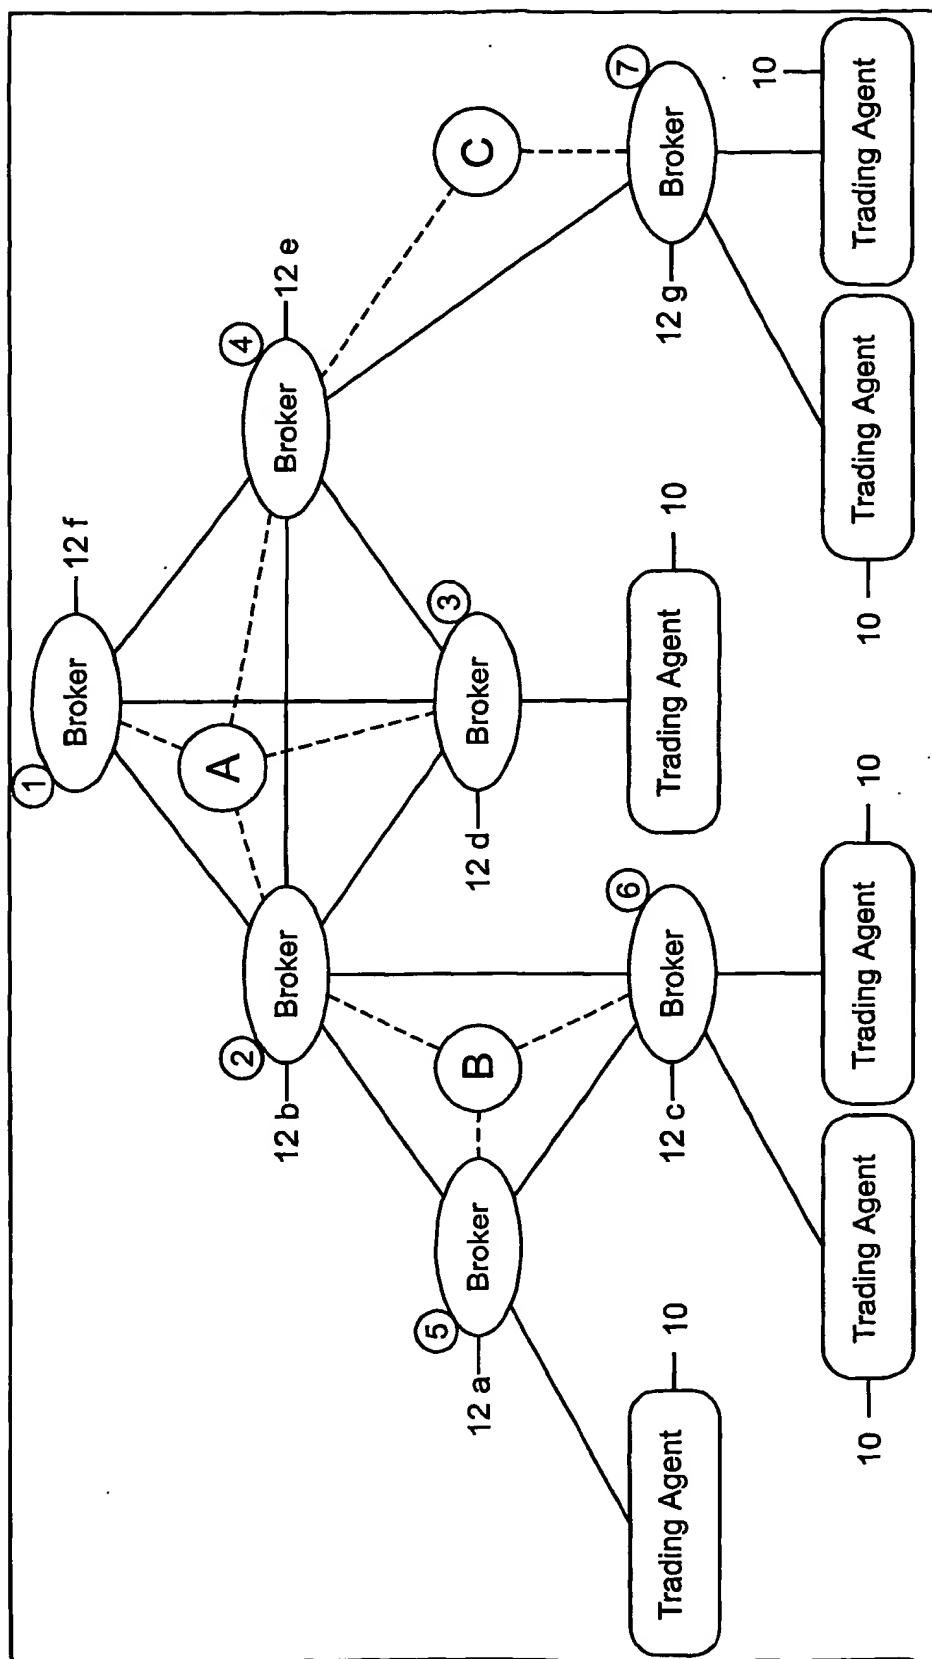 1
Broker
12 f
2
Broker
12 b
A
4
Broker
12 e
5
Broker
12 a
B
3
Broker
12 d
C
Trading Agent
10
6
Broker
12 c
Trading Agent
10
7
Broker
12 g
Trading Agent
10
Trading Agent
10
Trading Agent
10
Trading Agent
10